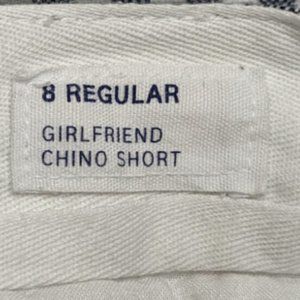 8 REGULAR
GIRLFRIEND
CHINO SHORT